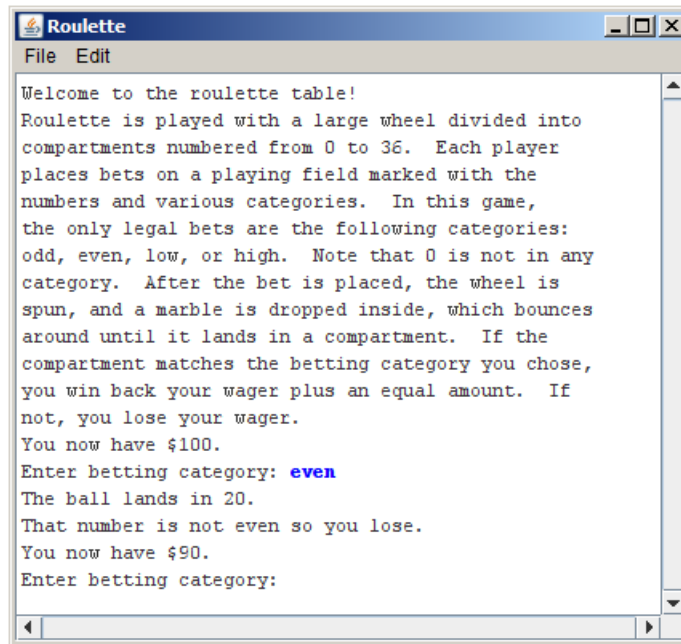 Roulette
File Edit
Welcome to the roulette table!
Roulette is played with a large wheel divided into
compartments numbered from 0 to 36.  Each player
places bets on a playing field marked with the
numbers and various categories.  In this game,
the only legal bets are the following categories:
odd, even, low, or high.  Note that 0 is not in any
category.  After the bet is placed, the wheel is
spun, and a marble is dropped inside, which bounces
around until it lands in a compartment.  If the
compartment matches the betting category you chose,
you win back your wager plus an equal amount.  If
not, you lose your wager.
You now have $100.
Enter betting category: even
The ball lands in 20.
That number is not even so you lose.
You now have $90.
Enter betting category: